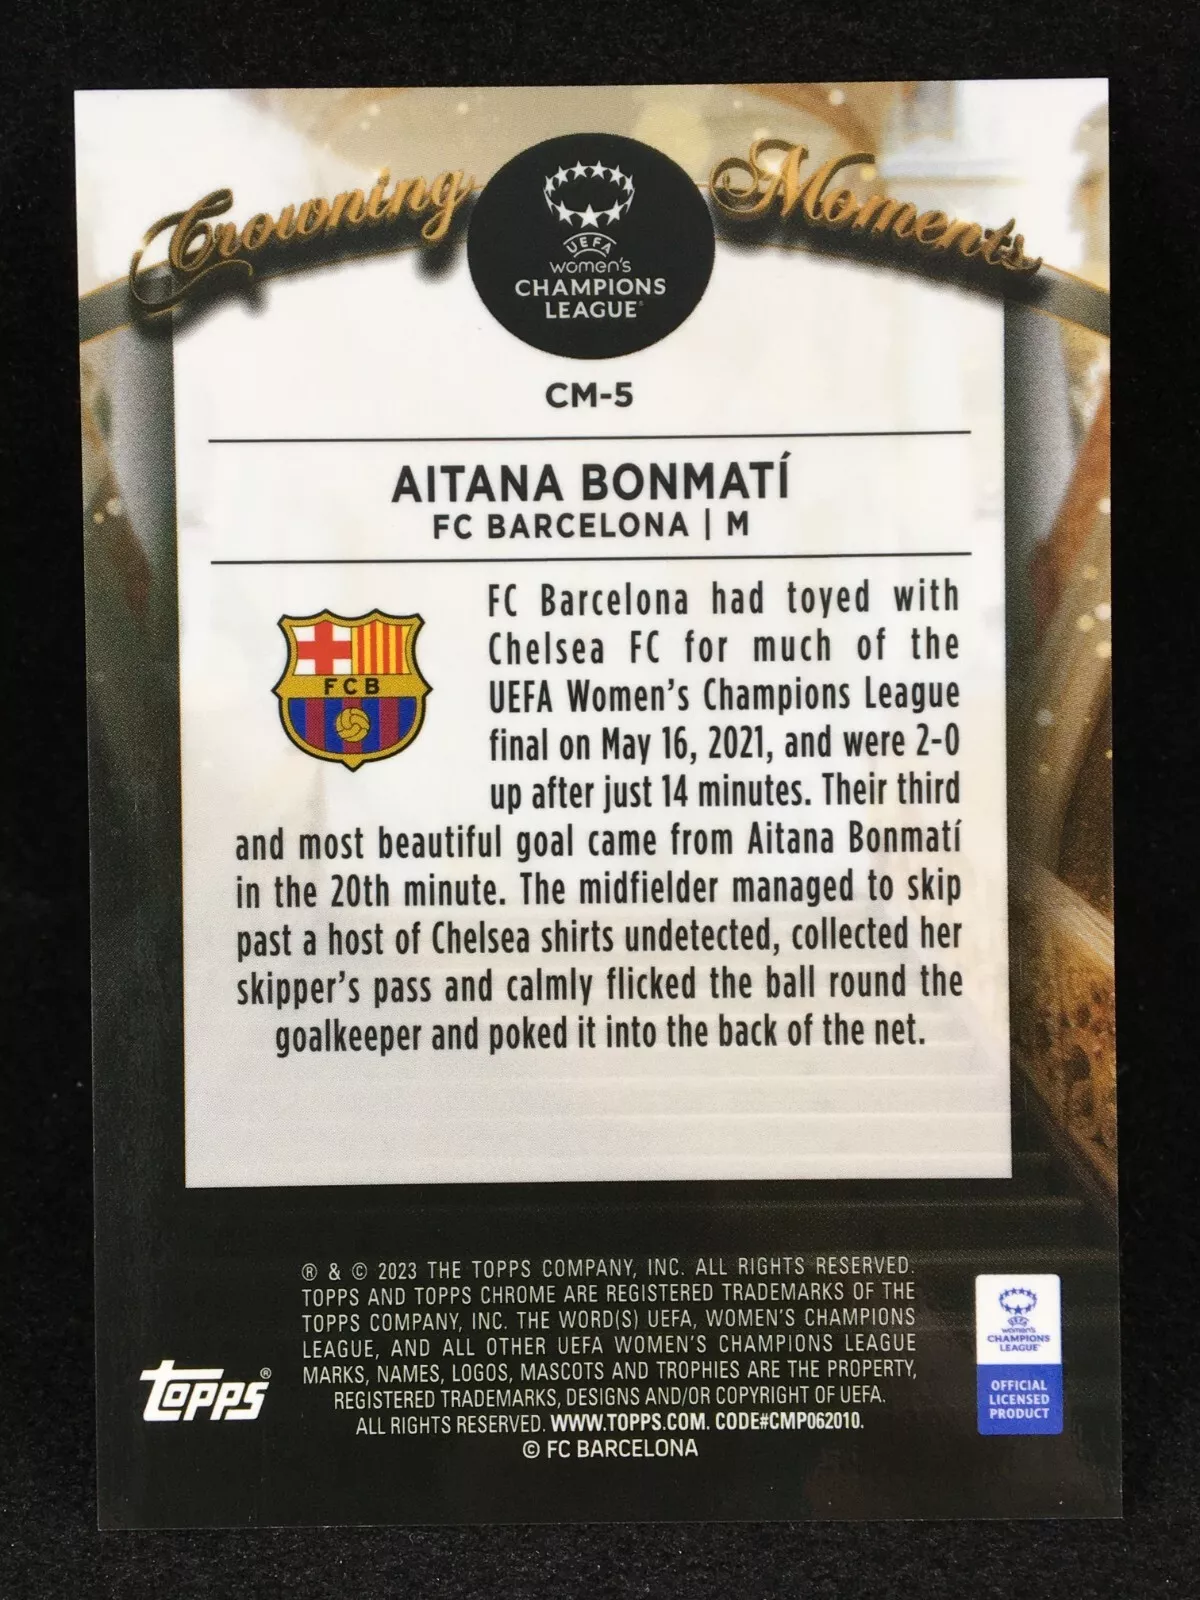 Crowning Moments
UEFA
women's
CHAMPIONS
LEAGUE
CM-5
AITANA BONMATÍ
FC BARCELONA | M
FCB
FC Barcelona had toyed with
Chelsea FC for much of the
UEFA Women's Champions League
final on May 16, 2021, and were 2-0
up after just 14 minutes. Their third
and most beautiful goal came from Aitana Bonmatí
in the 20th minute. The midfielder managed to skip
past a host of Chelsea shirts undetected, collected her
skipper's pass and calmly flicked the ball round the
goalkeeper and poked it into the back of the net.
® & © 2023 THE TOPPS COMPANY, INC. ALL RIGHTS RESERVED.
TOPPS AND TOPPS CHROME ARE REGISTERED TRADEMARKS OF THE
TOPPS COMPANY, INC. THE WORD(S) UEFA, WOMEN'S CHAMPIONS
LEAGUE, AND ALL OTHER UEFA WOMEN'S CHAMPIONS LEAGUE
MARKS, NAMES, LOGOS, MASCOTS AND TROPHIES ARE THE PROPERTY,
REGISTERED TRADEMARKS, DESIGNS AND/OR COPYRIGHT OF UEFA.
ALL RIGHTS RESERVED. WWW.TOPPS.COM. CODE#CMP062010.
© FC BARCELONA
Topps®
UEFA
women's
CHAMPIONS
LEAGUE
OFFICIAL
LICENSED
PRODUCT